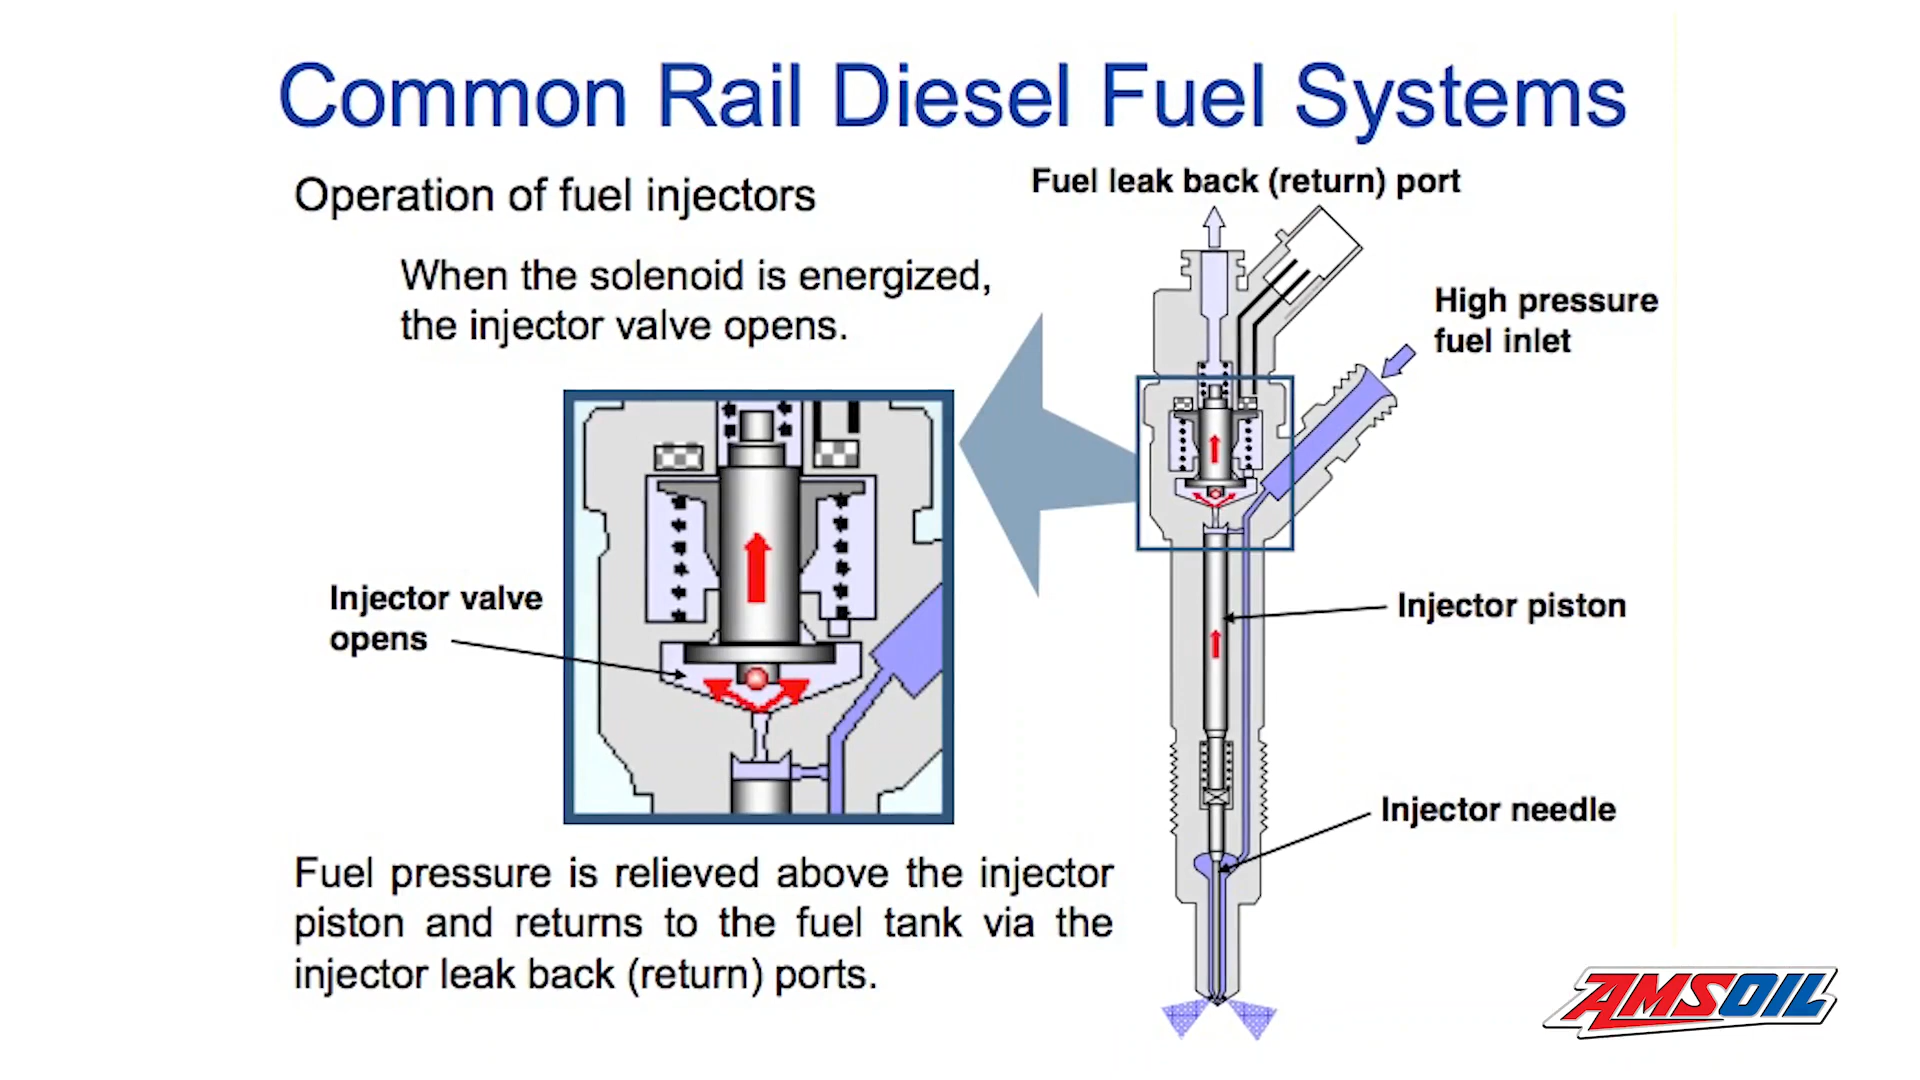 Common Rail Diesel Fuel Systems
Operation of fuel injectors
When the solenoid is energized,
the injector valve opens.
Fuel leak back (return) port
High pressure
fuel inlet
Injector valve
opens
Injector piston
Injector needle
Fuel pressure is relieved above the injector
piston and returns to the fuel tank via the
injector leak back (return) ports.
AMSOIL